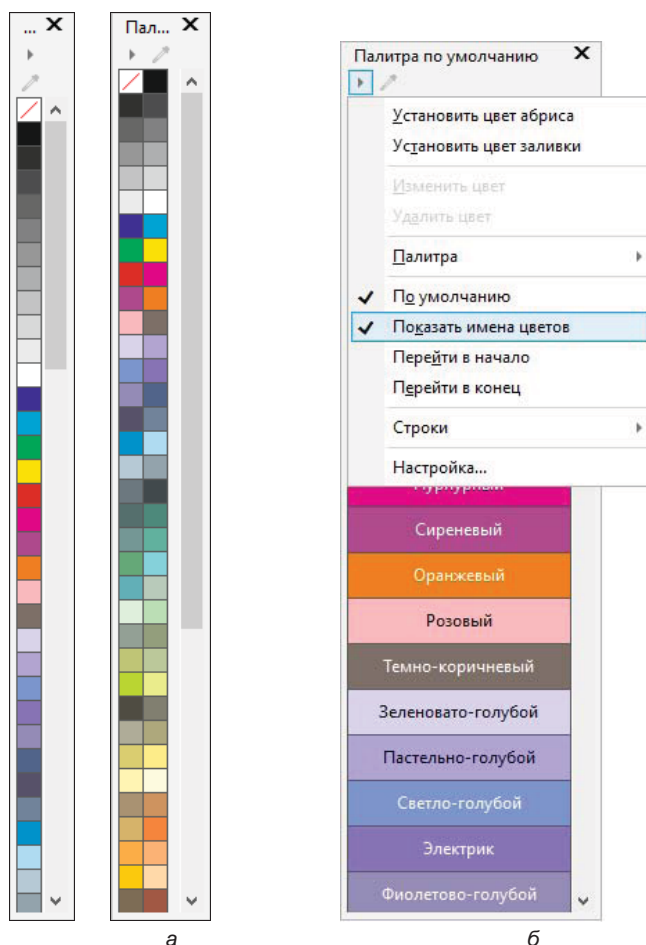 ...
Пал...
Палитра по умолчанию
Установить цвет абриса
Установить цвет заливки
Изменить цвет
Удалить цвет
Палитра
По умолчанию
Показать имена цветов
Перейти в начало
Перейти в конец
Строки
Настройка...
Пурпурный
Сиреневый
Оранжевый
Розовый
Темно-коричневый
Зеленовато-голубой
Пастельно-голубой
Светло-голубой
Электрик
Фиолетово-голубой
а
б